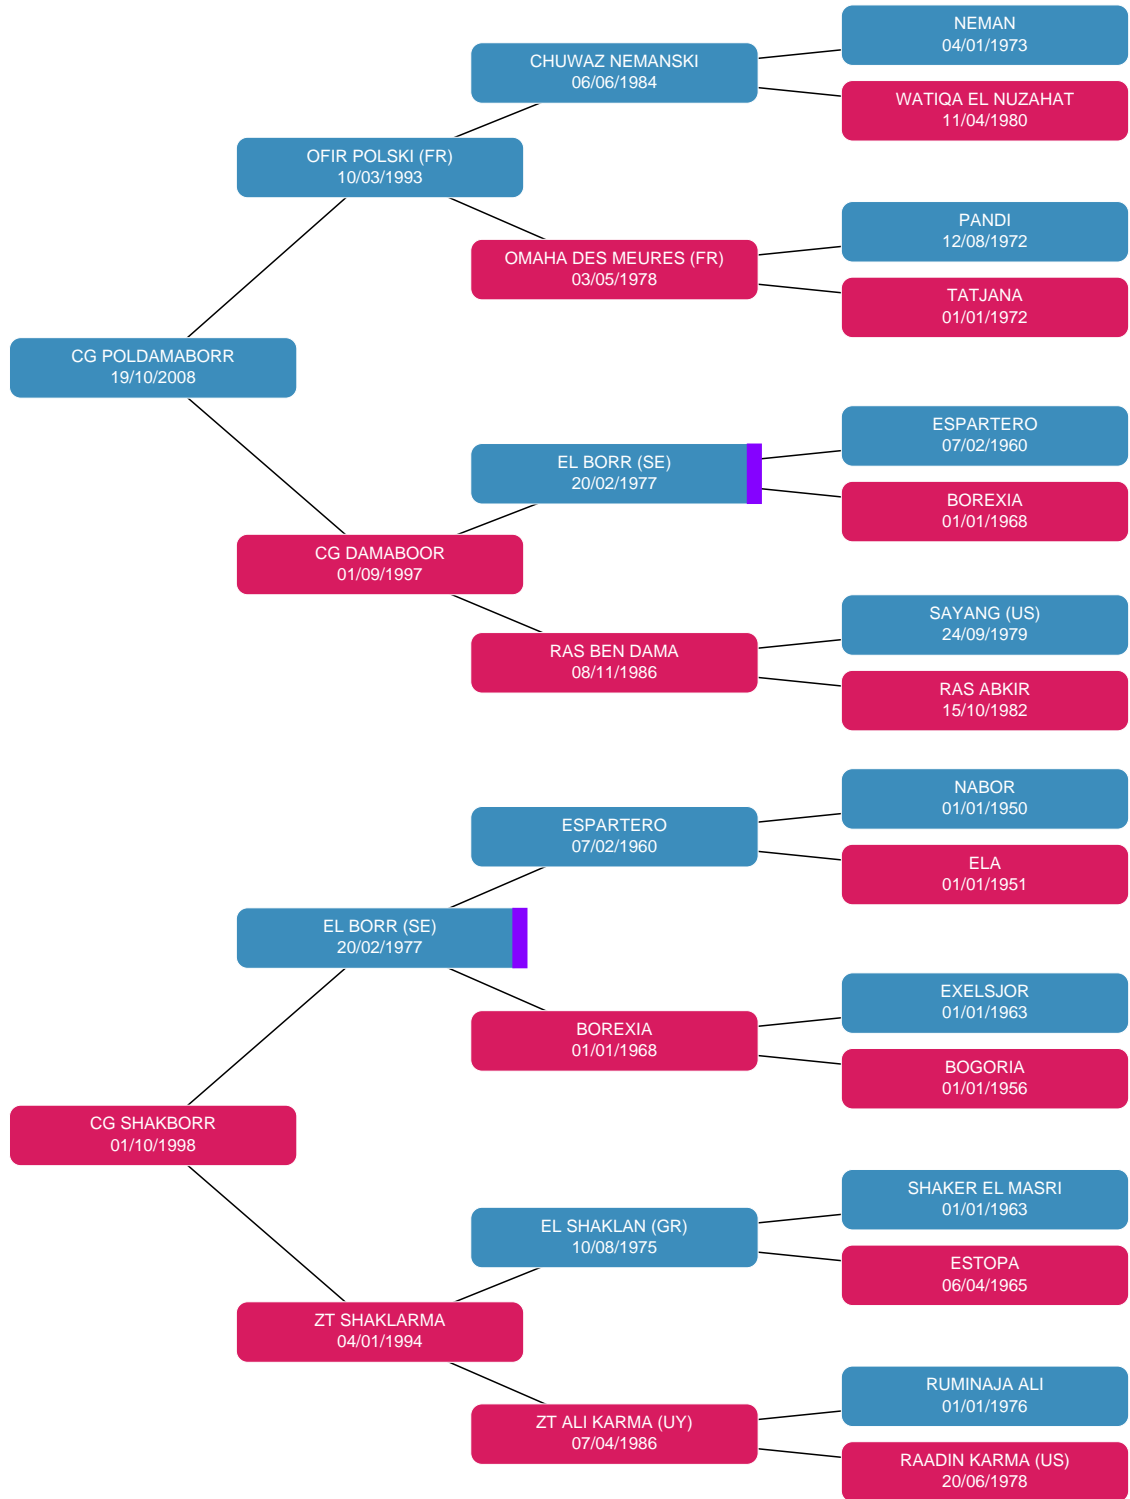 NEMAN
04/01/1973
CHUWAZ NEMANSKI
06/06/1984
WATIQA EL NUZAHAT
11/04/1980
OFIR POLSKI (FR)
10/03/1993
PANDI
12/08/1972
OMAHA DES MEURES (FR)
03/05/1978
TATJANA
01/01/1972
CG POLDAMABORR
19/10/2008
ESPARTERO
07/02/1960
EL BORR (SE)
20/02/1977
BOREXIA
01/01/1968
CG DAMABOOR
01/09/1997
SAYANG (US)
24/09/1979
RAS BEN DAMA
08/11/1986
RAS ABKIR
15/10/1982
NABOR
01/01/1950
ESPARTERO
07/02/1960
ELA
01/01/1951
EL BORR (SE)
20/02/1977
EXELSJOR
01/01/1963
BOREXIA
01/01/1968
BOGORIA
01/01/1956
CG SHAKBORR
01/10/1998
SHAKER EL MASRI
01/01/1963
EL SHAKLAN (GR)
10/08/1975
ESTOPA
06/04/1965
ZT SHAKLARMA
04/01/1994
RUMINAJA ALI
01/01/1976
ZT ALI KARMA (UY)
07/04/1986
RAADIN KARMA (US)
20/06/1978